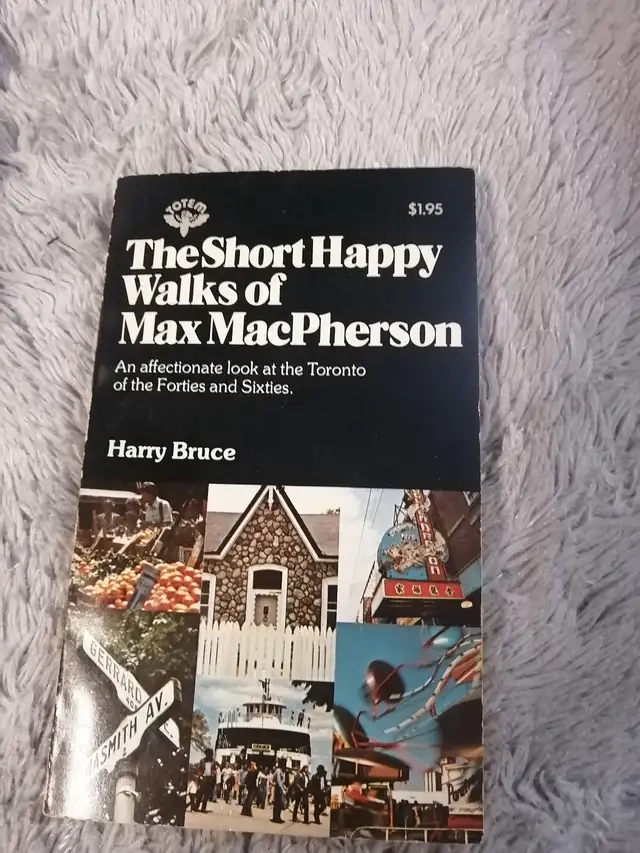 TOTEM
$1.95
The Short Happy
Walks of
Max MacPherson
An affectionate look at the Toronto
of the Forties and Sixties.
Harry Bruce
GERRARD
ASMITH AV.